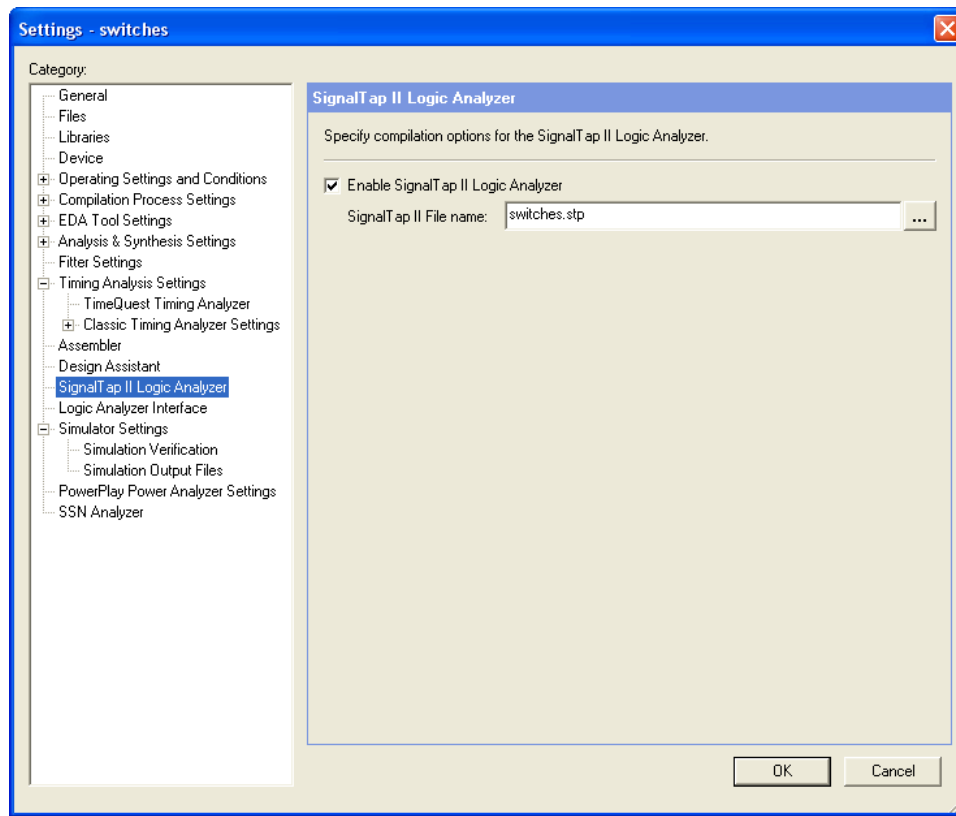 Settings - switches
Category:
General
Files
Libraries
Device
Operating Settings and Conditions
Compilation Process Settings
EDA Tool Settings
Analysis & Synthesis Settings
Fitter Settings
Timing Analysis Settings
TimeQuest Timing Analyzer
Classic Timing Analyzer Settings
Assembler
Design Assistant
SignalTap II Logic Analyzer
Logic Analyzer Interface
Simulator Settings
Simulation Verification
Simulation Output Files
PowerPlay Power Analyzer Settings
SSN Analyzer
SignalTap II Logic Analyzer
Specify compilation options for the SignalTap II Logic Analyzer.
Enable SignalTap II Logic Analyzer
SignalTap II File name: switches.stp ...
OK Cancel